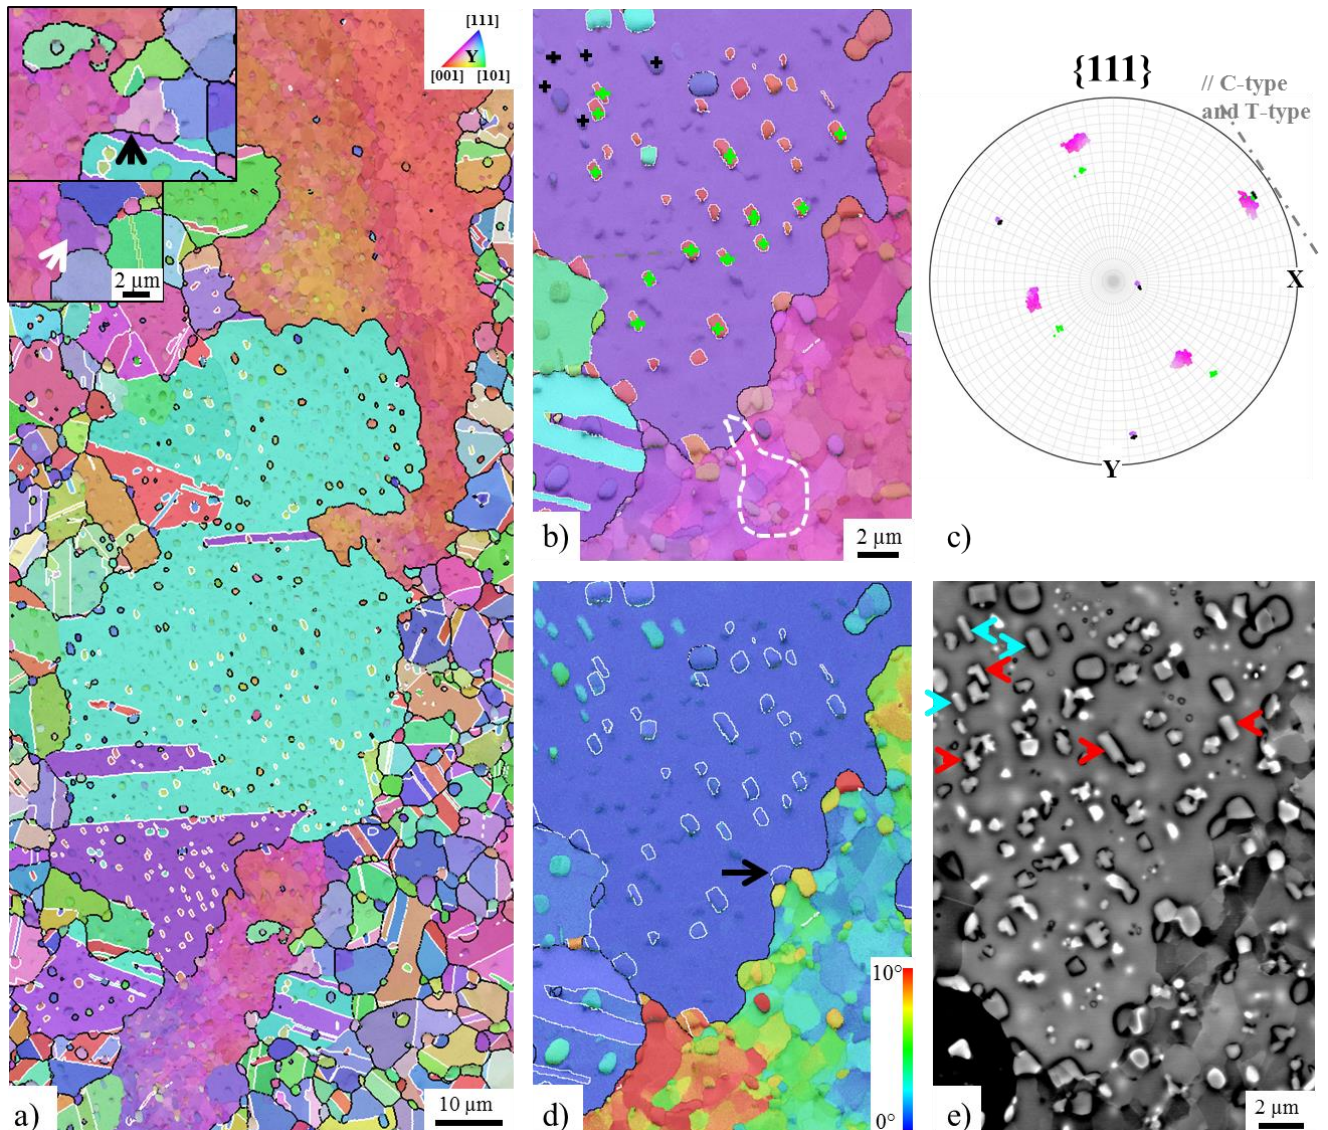 [111]
Y
[001] [101]
2 µm
10 µm
a)
b)
2 µm
{111}
// C-type
and T-type
X
Y
c)
d)
10°
0°
e)
2 µm